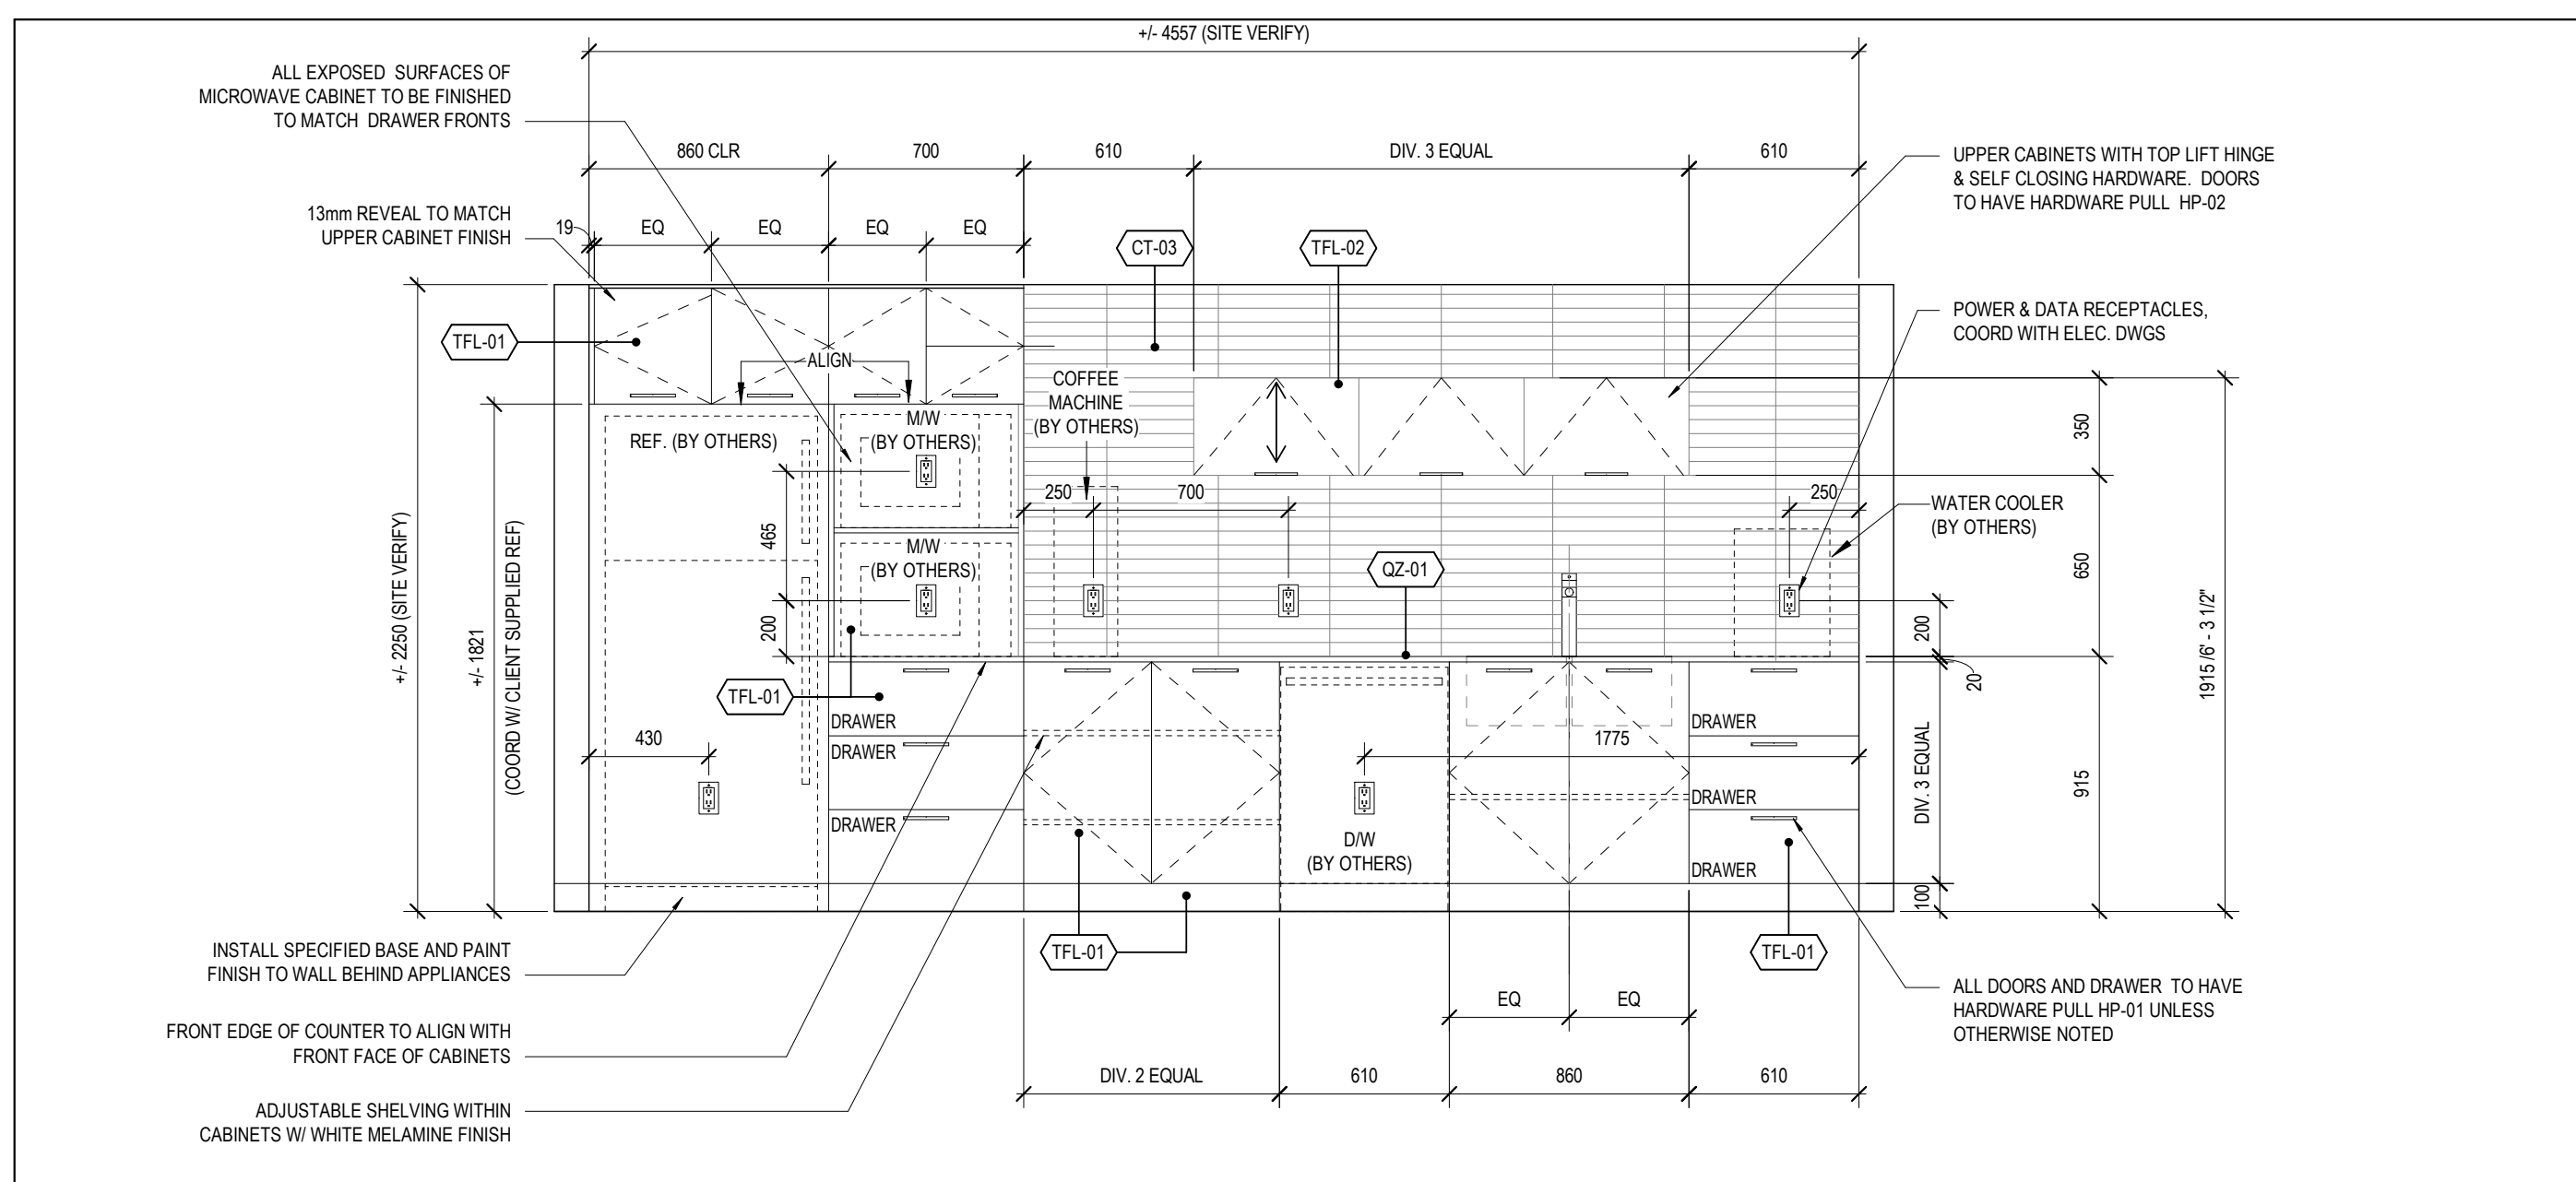 +/- 4557 (SITE VERIFY)
ALL EXPOSED SURFACES OF
MICROWAVE CABINET TO BE FINISHED
TO MATCH DRAWER FRONTS
860 CLR
700
610
DIV. 3 EQUAL
610
UPPER CABINETS WITH TOP LIFT HINGE
& SELF CLOSING HARDWARE. DOORS
TO HAVE HARDWARE PULL HP-02
13mm REVEAL TO MATCH
UPPER CABINET FINISH
19
EQ
EQ
EQ
EQ
CT-03
TFL-02
POWER & DATA RECEPTACLES,
COORD WITH ELEC. DWGS
TFL-01
ALIGN
COFFEE
MACHINE
(BY OTHERS)
REF. (BY OTHERS)
M/W
(BY OTHERS)
350
250
700
250
WATER COOLER
(BY OTHERS)
465
M/W
(BY OTHERS)
QZ-01
650
+/- 2250 (SITE VERIFY)
+/- 1821
(COORD W/ CLIENT SUPPLIED REF)
200
200
20
1915 /6' - 3 1/2"
TFL-01
DRAWER
DRAWER
DRAWER
430
1775
DRAWER
DRAWER
DRAWER
DIV. 3 EQUAL
915
D/W
(BY OTHERS)
100
INSTALL SPECIFIED BASE AND PAINT
FINISH TO WALL BEHIND APPLIANCES
TFL-01
TFL-01
ALL DOORS AND DRAWER TO HAVE
HARDWARE PULL HP-01 UNLESS
OTHERWISE NOTED
EQ
EQ
FRONT EDGE OF COUNTER TO ALIGN WITH
FRONT FACE OF CABINETS
DIV. 2 EQUAL
610
860
610
ADJUSTABLE SHELVING WITHIN
CABINETS W/ WHITE MELAMINE FINISH